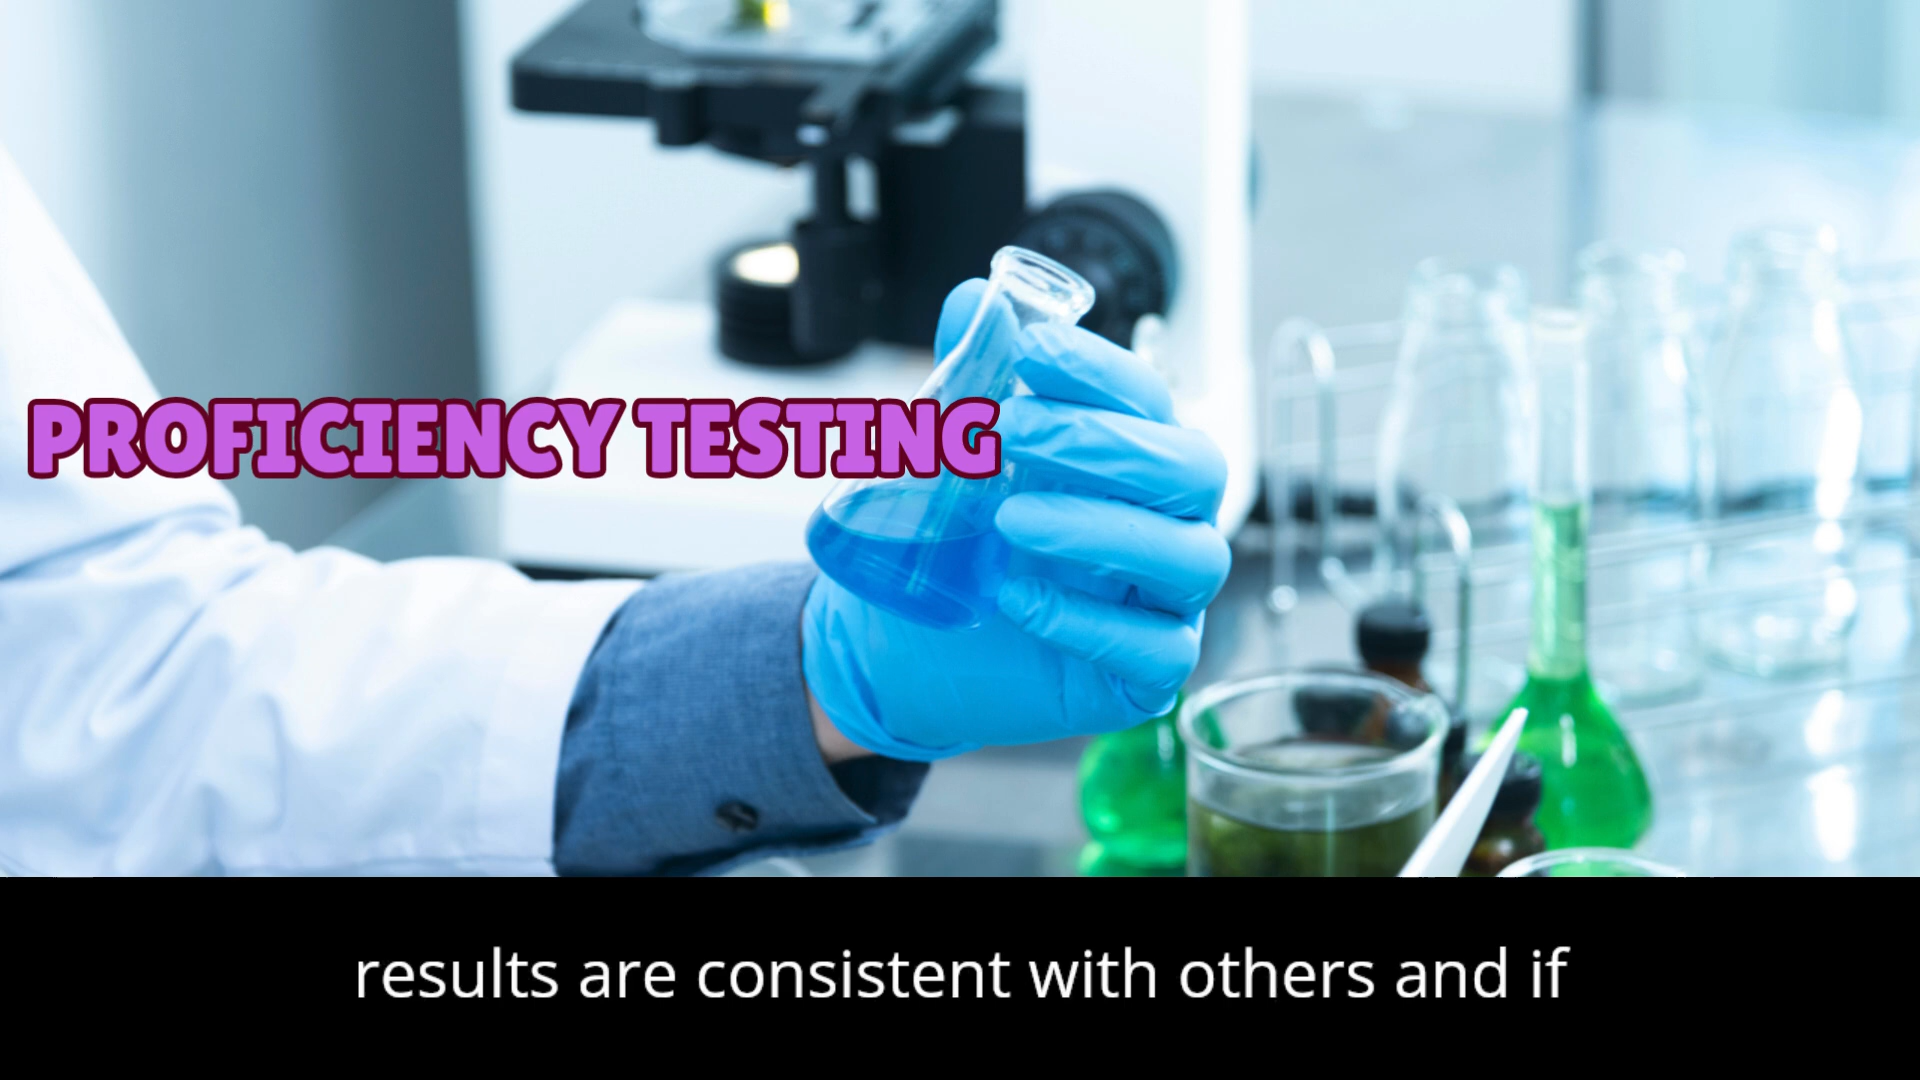 PROFICIENCY TESTING
results are consistent with others and if